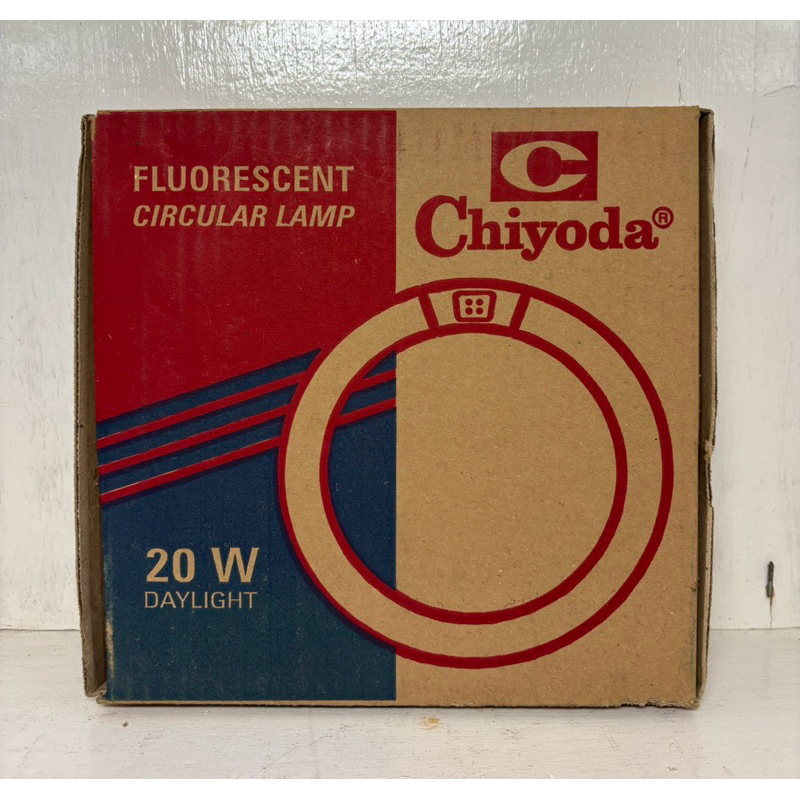 FLUORESCENT
CIRCULAR LAMP
C
Chiyoda®
20 W
DAYLIGHT